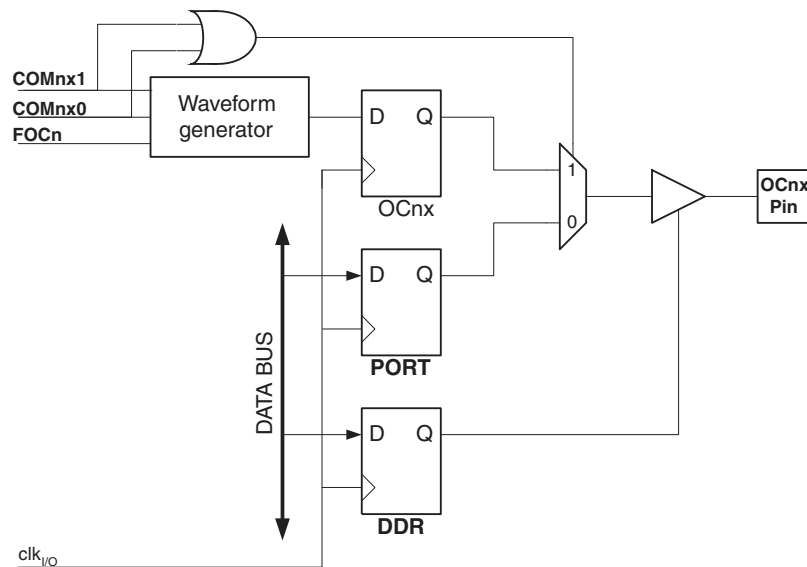 COMnx1
COMnx0
FOCn
Waveform
generator
D Q
OCnx
1
0
OCnx
Pin
D Q
PORT
DATA BUS
D Q
DDR
clkI/O